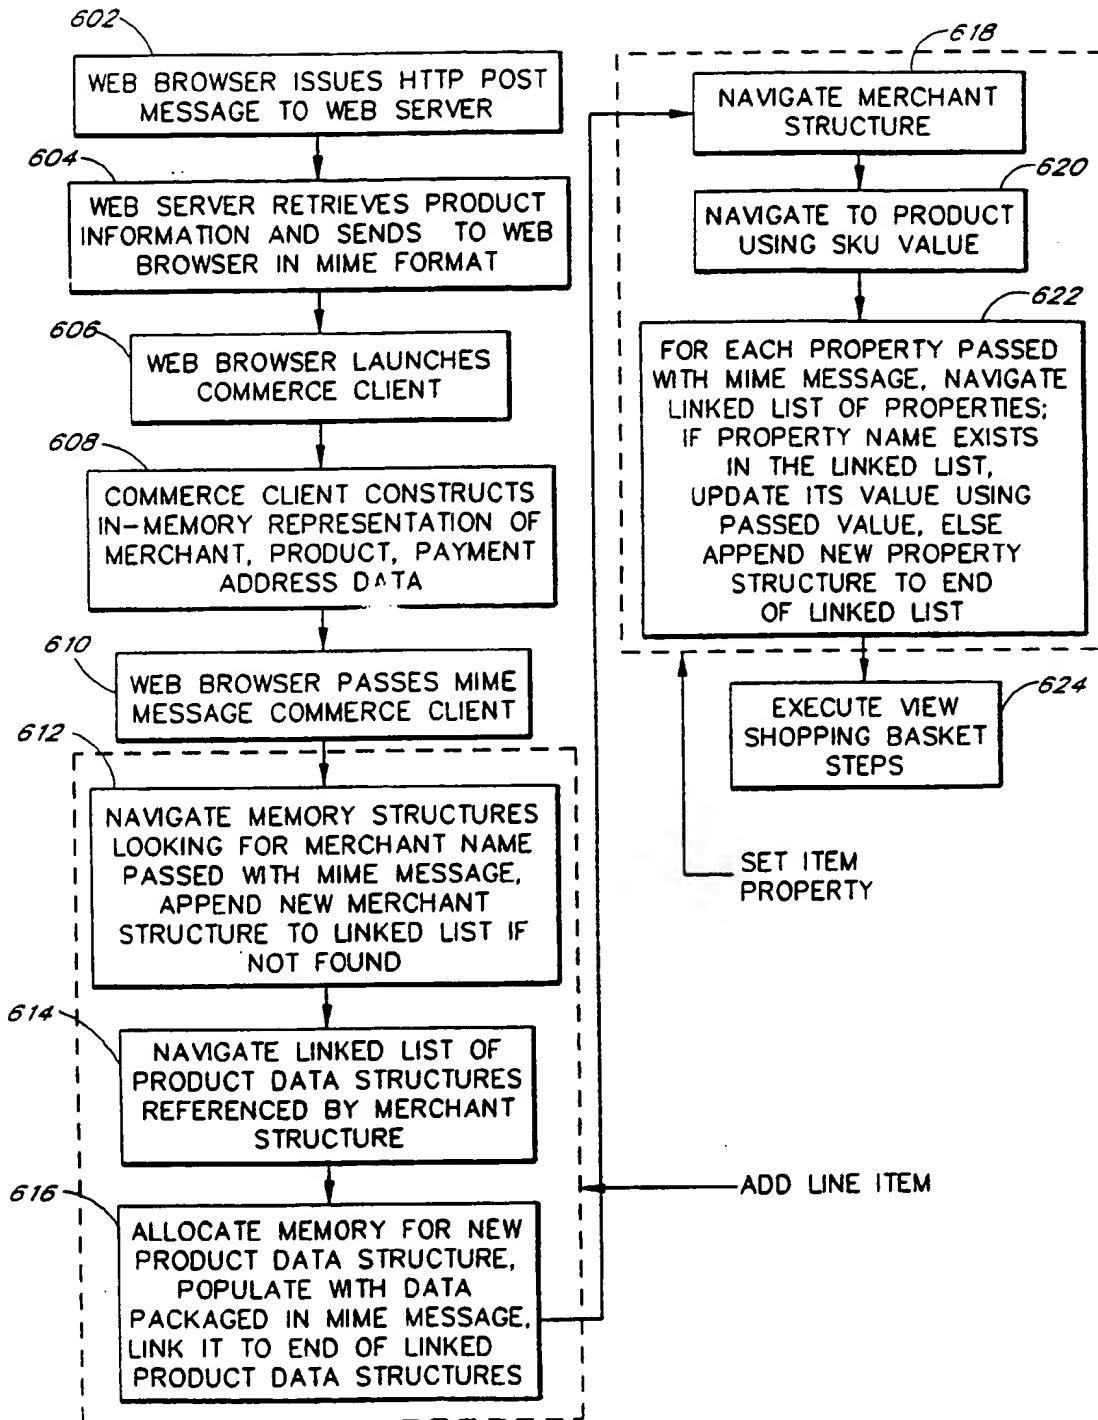 602
WEB BROWSER ISSUES HTTP POST
MESSAGE TO WEB SERVER
604
WEB SERVER RETRIEVES PRODUCT
INFORMATION AND SENDS TO WEB
BROWSER IN MIME FORMAT
606
WEB BROWSER LAUNCHES
COMMERCE CLIENT
608
COMMERCE CLIENT CONSTRUCTS
IN-MEMORY REPRESENTATION OF
MERCHANT, PRODUCT, PAYMENT
ADDRESS DATA
610
WEB BROWSER PASSES MIME
MESSAGE COMMERCE CLIENT
612
NAVIGATE MEMORY STRUCTURES
LOOKING FOR MERCHANT NAME
PASSED WITH MIME MESSAGE,
APPEND NEW MERCHANT
STRUCTURE TO LINKED LIST IF
NOT FOUND
614
NAVIGATE LINKED LIST OF
PRODUCT DATA STRUCTURES
REFERENCED BY MERCHANT
STRUCTURE
616
ALLOCATE MEMORY FOR NEW
PRODUCT DATA STRUCTURE,
POPULATE WITH DATA
PACKAGED IN MIME MESSAGE,
LINK IT TO END OF LINKED
PRODUCT DATA STRUCTURES
ADD LINE ITEM
618
NAVIGATE MERCHANT
STRUCTURE
620
NAVIGATE TO PRODUCT
USING SKU VALUE
622
FOR EACH PROPERTY PASSED
WITH MIME MESSAGE, NAVIGATE
LINKED LIST OF PROPERTIES;
IF PROPERTY NAME EXISTS
IN THE LINKED LIST,
UPDATE ITS VALUE USING
PASSED VALUE, ELSE
APPEND NEW PROPERTY
STRUCTURE TO END
OF LINKED LIST
624
EXECUTE VIEW
SHOPPING BASKET
STEPS
SET ITEM
PROPERTY